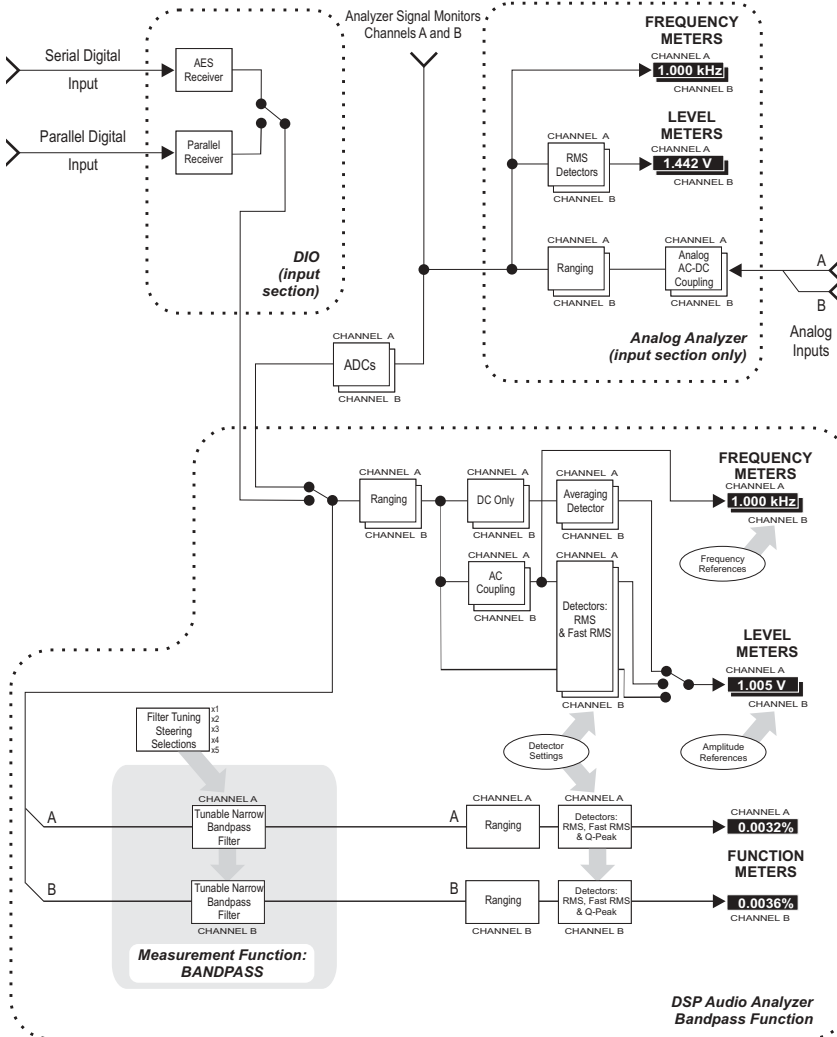 Analyzer Signal Monitors
Channels A and B
Serial Digital
Input
AES
Receiver
Parallel Digital
Input
Parallel
Receiver
DIO
(input
section)
FREQUENCY
METERS
CHANNEL A
1.000 kHz
CHANNEL B
LEVEL
METERS
CHANNEL A
1.442 V
CHANNEL B
CHANNEL A
RMS
Detectors
CHANNEL B
CHANNEL A
Ranging
CHANNEL B
CHANNEL A
Analog
AC-DC
Coupling
CHANNEL B
A
B
Analog
Inputs
Analog Analyzer
(input section only)
CHANNEL A
ADCs
CHANNEL B
CHANNEL A
Ranging
CHANNEL B
CHANNEL A
DC Only
CHANNEL B
CHANNEL A
Averaging
Detector
CHANNEL B
FREQUENCY
METERS
CHANNEL A
1.000 kHz
CHANNEL B
Frequency
References
CHANNEL A
AC
Coupling
CHANNEL B
CHANNEL A
Detectors:
RMS
& Fast RMS
CHANNEL B
LEVEL
METERS
CHANNEL A
1.005 V
CHANNEL B
Filter Tuning
Steering
Selections
x1
x2
x3
x4
x5
Detector
Settings
Amplitude
References
A
CHANNEL A
Tunable Narrow
Bandpass
Filter
A
CHANNEL A
Ranging
CHANNEL A
Detectors:
RMS, Fast RMS
& Q-Peak
CHANNEL A
0.0032%
FUNCTION
METERS
B
Tunable Narrow
Bandpass
Filter
CHANNEL B
B
Ranging
CHANNEL B
Detectors:
RMS, Fast RMS
& Q-Peak
CHANNEL B
0.0036%
CHANNEL B
Measurement Function:
BANDPASS
DSP Audio Analyzer
Bandpass Function